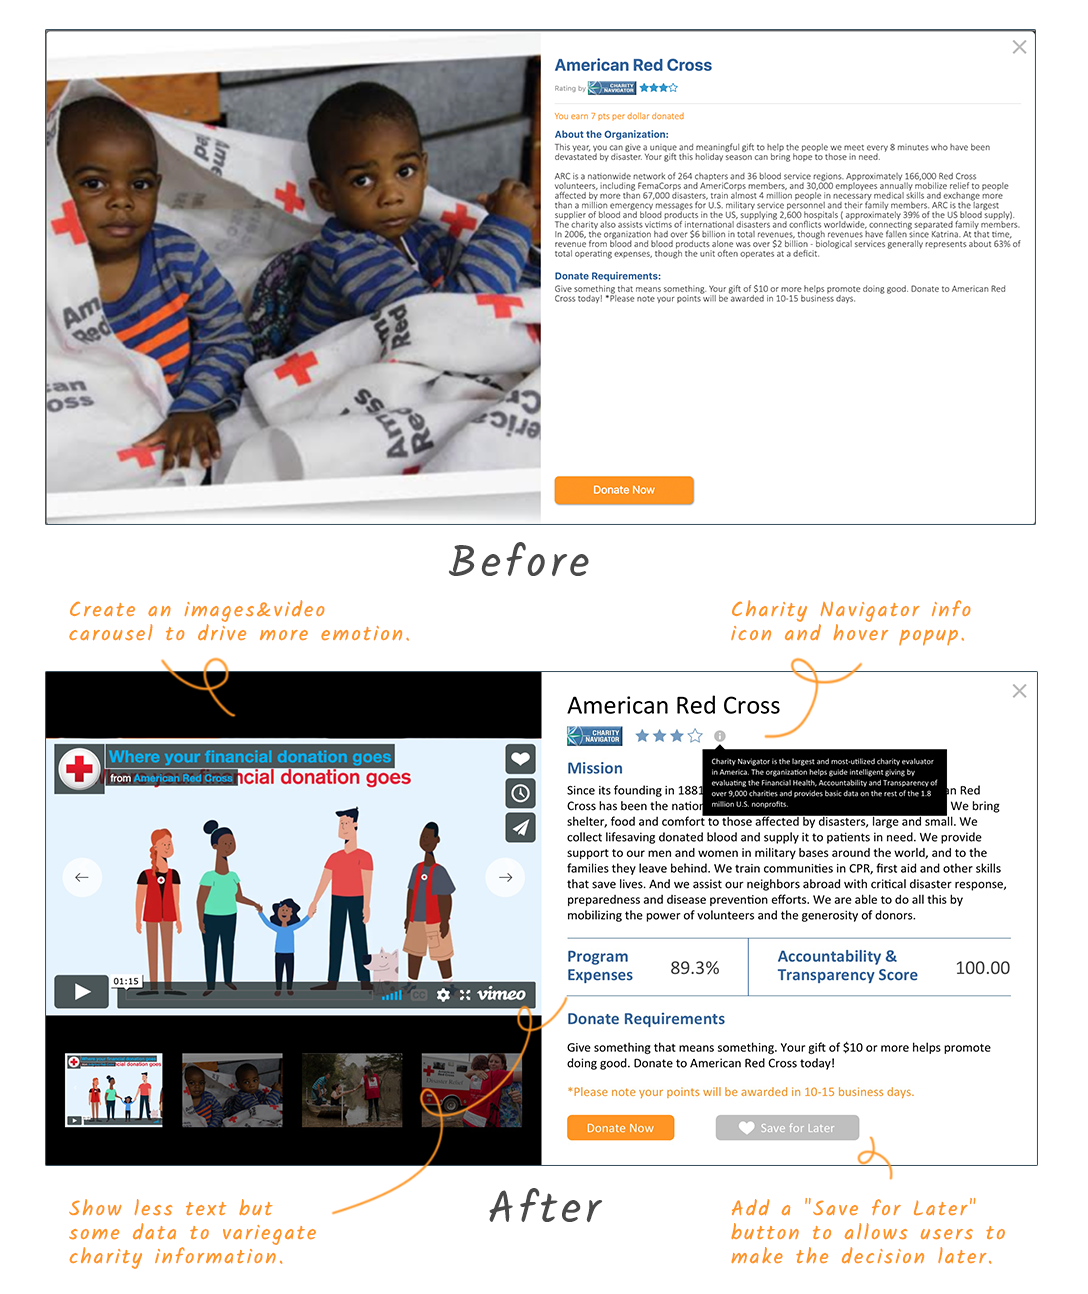 American Red Cross
Rating by CHARITY NAVIGATOR
You earn 7 pts per dollar donated
About the Organization:
This year, you can give a unique and meaningful gift to help the people we meet every 8 minutes who have been
devastated by disaster. Your gift this holiday season can bring hope to those in need.
ARC is a nationwide network of 264 chapters and 36 blood service regions. Approximately 166,000 Red Cross
volunteers, including FemaCorps and AmeriCorps members, and 30,000 employees annually mobilize relief to people
affected by more than 67,000 disasters, train almost 4 million people in necessary medical skills and exchange more
than a million emergency messages for U.S. military service personnel and their family members. ARC is the largest
supplier of blood and blood products in the US, supplying 2,600 hospitals ( approximately 39% of the US blood supply).
The charity also assists victims of international disasters and conflicts worldwide, connecting separated family members.
In 2006, the organization had over $6 billion in total revenues, though revenues have fallen since Katrina. At that time,
revenue from blood and blood products alone was over $2 billion - biological services generally represents about 63% of
total operating expenses, though the unit often operates at a deficit.
Donate Requirements:
Give something that means something. Your gift of $10 or more helps promote doing good. Donate to American Red
Cross today! *Please note your points will be awarded in 10-15 business days.
Donate Now
Am
Red
can
oss
Red
Before
Create an images&video
carousel to drive more emotion.
Charity Navigator info
icon and hover popup.
Where your financial donation goes
from American Red Cross
ncial donation goes
01:15
CC
vimeo
Where your financial donation goes
cial donation goes
Disaster Relief
American Red Cross
CHARITY
NAVIGATOR
Charity Navigator is the largest and most-utilized charity evaluator
in America. The organization helps guide intelligent giving by
evaluating the Financial Health, Accountability and Transparency of
over 9,000 charities and provides basic data on the rest of the 1.8
million U.S. nonprofits.
Mission
Since its founding in 1881 an Red
Cross has been the nation We bring
shelter, food and comfort to those affected by disasters, large and small. We
collect lifesaving donated blood and supply it to patients in need. We provide
support to our men and women in military bases around the world, and to the
families they leave behind. We train communities in CPR, first aid and other skills
that save lives. And we assist our neighbors abroad with critical disaster response,
preparedness and disease prevention efforts. We are able to do all this by
mobilizing the power of volunteers and the generosity of donors.
Program
Expenses
89.3%
Accountability &
Transparency Score
100.00
Donate Requirements
Give something that means something. Your gift of $10 or more helps promote
doing good. Donate to American Red Cross today!
*Please note your points will be awarded in 10-15 business days.
Donate Now
Save for Later
After
Show less text but
some data to variegate
charity information.
Add a "Save for Later"
button to allows users to
make the decision later.